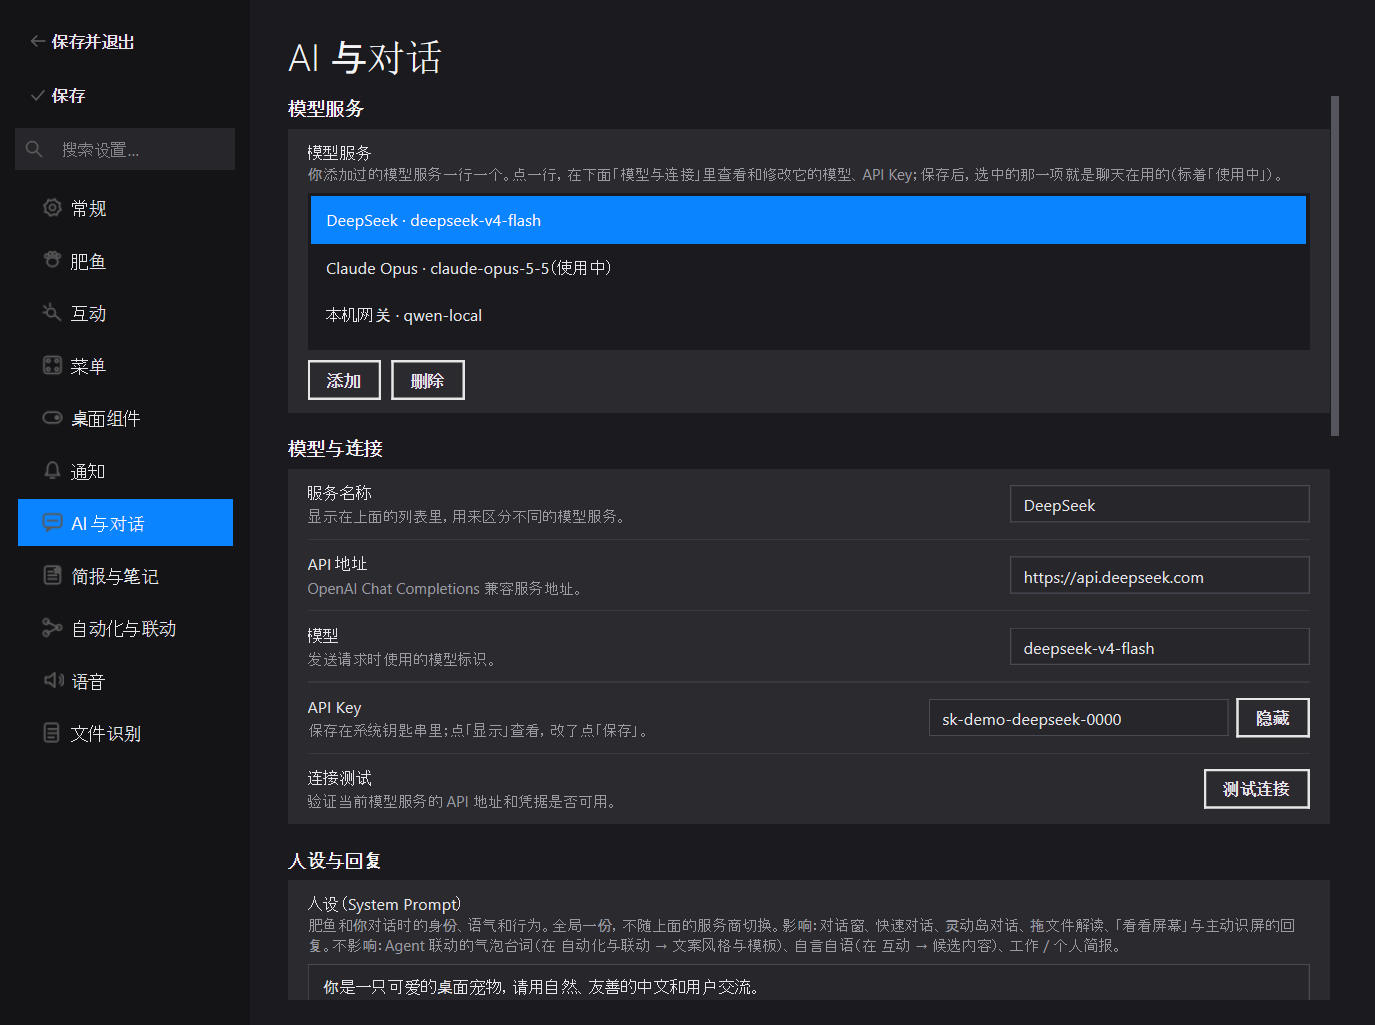 保存并退出
保存
搜索设置...
常规
肥鱼
互动
菜单
桌面组件
通知
AI 与对话
简报与笔记
自动化与联动
语音
文件识别
AI 与对话
模型服务
模型服务
你添加过的模型服务一行一个。点一行，在下面「模型与连接」里查看和修改它的模型、API Key；保存后，选中的那一项就是聊天在用的（标着「使用中」）。
DeepSeek · deepseek-v4-flash
Claude Opus · claude-opus-5-5（使用中）
本机网关 · qwen-local
添加
删除
模型与连接
服务名称
显示在上面的列表里，用来区分不同的模型服务。
DeepSeek
API 地址
OpenAI Chat Completions 兼容服务地址。
https://api.deepseek.com
模型
发送请求时使用的模型标识。
deepseek-v4-flash
API Key
保存在系统钥匙串里；点「显示」查看，改了点「保存」。
sk-demo-deepseek-0000
隐藏
连接测试
验证当前模型服务的 API 地址和凭据是否可用。
测试连接
人设与回复
人设（System Prompt）
肥鱼和你对话时的身份、语气和行为。全局一份，不随上面的服务商切换。影响：对话窗、快速对话、灵动岛对话、拖文件解读、「看看屏幕」与主动识屏的回
复。不影响：Agent 联动的气泡台词（在 自动化与联动 → 文案风格与模板）、自言自语（在 互动 → 候选内容）、工作 / 个人简报。
你是一只可爱的桌面宠物，请用自然、友善的中文和用户交流。